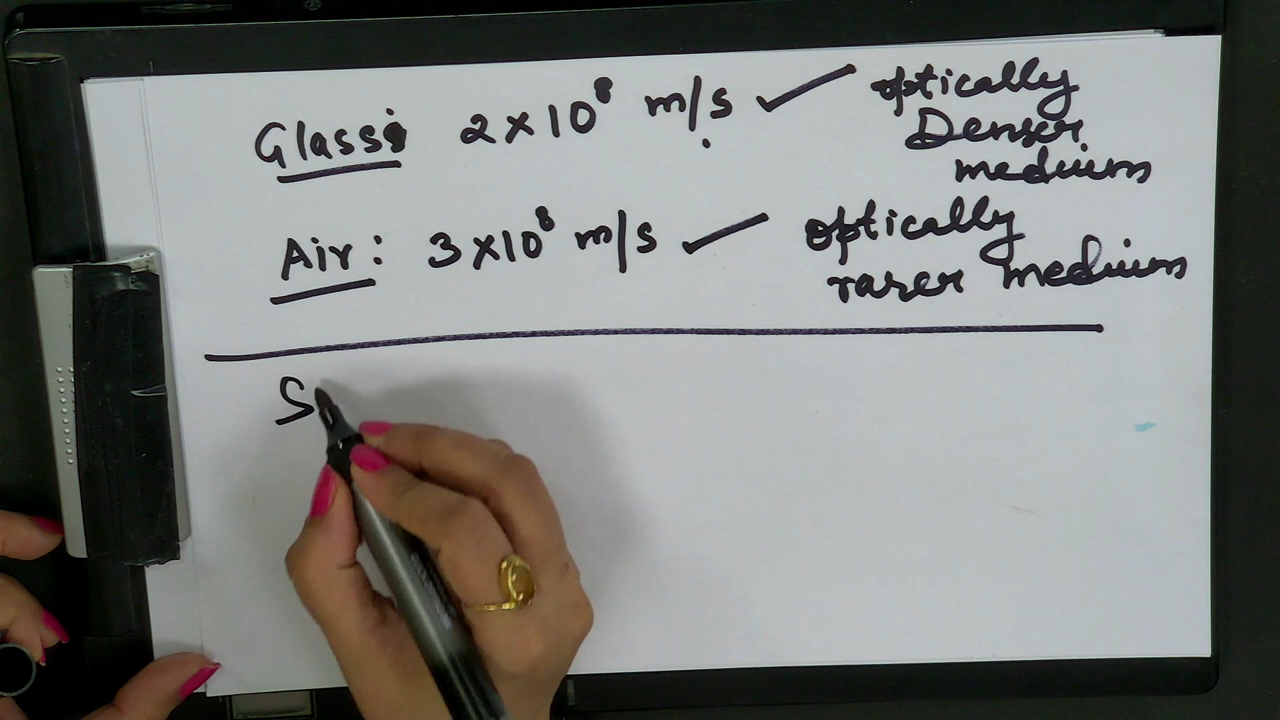 Glass: 2×10⁸ m/s ✓ optically
Denser
medium
Air: 3×10⁸ m/s ✓ optically
rarer medium
S